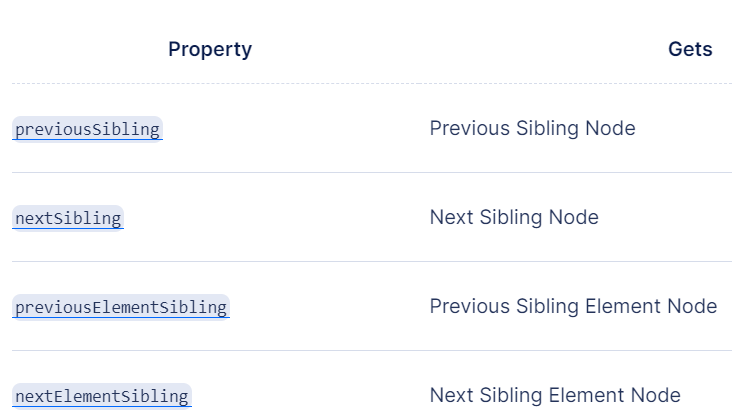 Property Gets
previousSibling Previous Sibling Node
nextSibling Next Sibling Node
previousElementSibling Previous Sibling Element Node
nextElementSibling Next Sibling Element Node